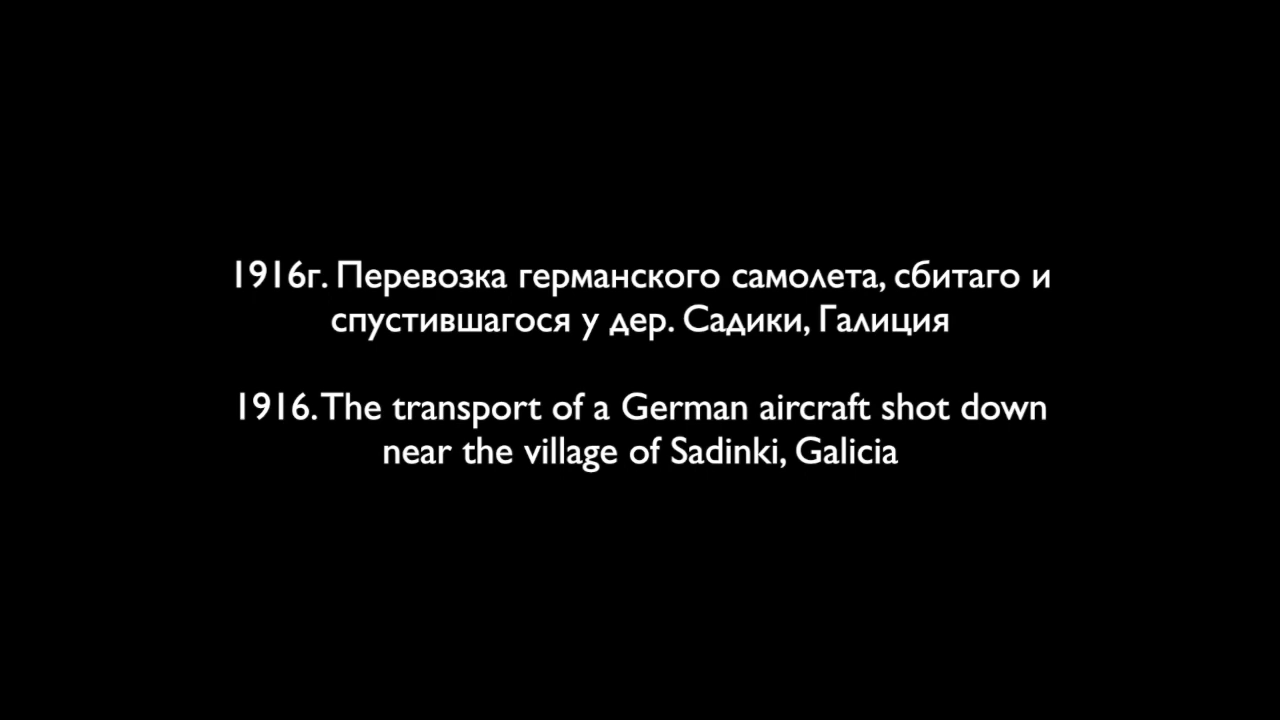 1916г. Перевозка германского самолета, сбитаго и
спустившагося у дер. Садики, Галиция
1916. The transport of a German aircraft shot down
near the village of Sadinki, Galicia